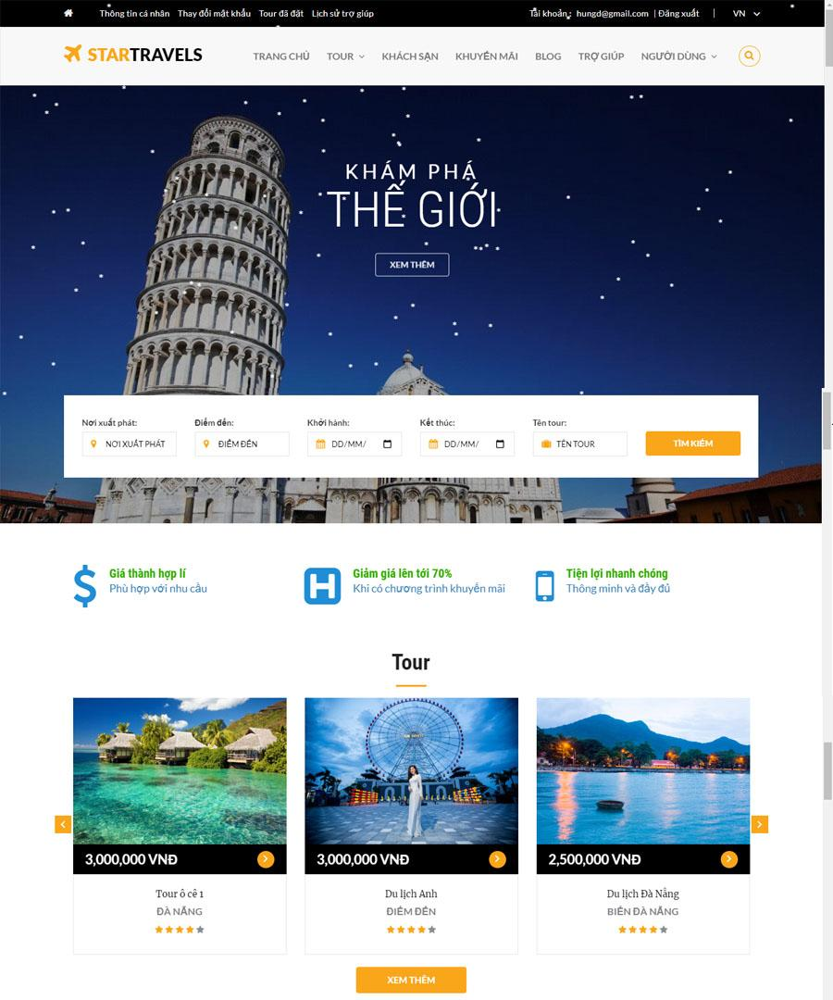 Thông tin cá nhân Thay đổi mật khẩu Tour đã đặt Lịch sử trợ giúp Tài khoản : hungd@gmail.com | Đăng xuất | VN
STARTRAVELS TRANG CHỦ TOUR KHÁCH SẠN KHUYẾN MÃI BLOG TRỢ GIÚP NGƯỜI DÙNG
KHÁM PHÁ
THẾ GIỚI
XEM THÊM
Nơi xuất phát: Điểm đến: Khởi hành: Kết thúc: Tên tour:
NƠI XUẤT PHÁT ĐIỂM ĐẾN DD/MM/ DD/MM/ TÊN TOUR TÌM KIẾM
Giá thành hợp lí Giảm giá lên tới 70% Tiện lợi nhanh chóng
Phù hợp với nhu cầu Khi có chương trình khuyến mãi Thông minh và đầy đủ
Tour
3,000,000 VNĐ 3,000,000 VNĐ 2,500,000 VNĐ
Tour ô cê 1 Du lịch Anh Du lịch Đà Nẵng
ĐÀ NẴNG ĐIỂM ĐẾN BIỂN ĐÀ NẴNG
XEM THÊM